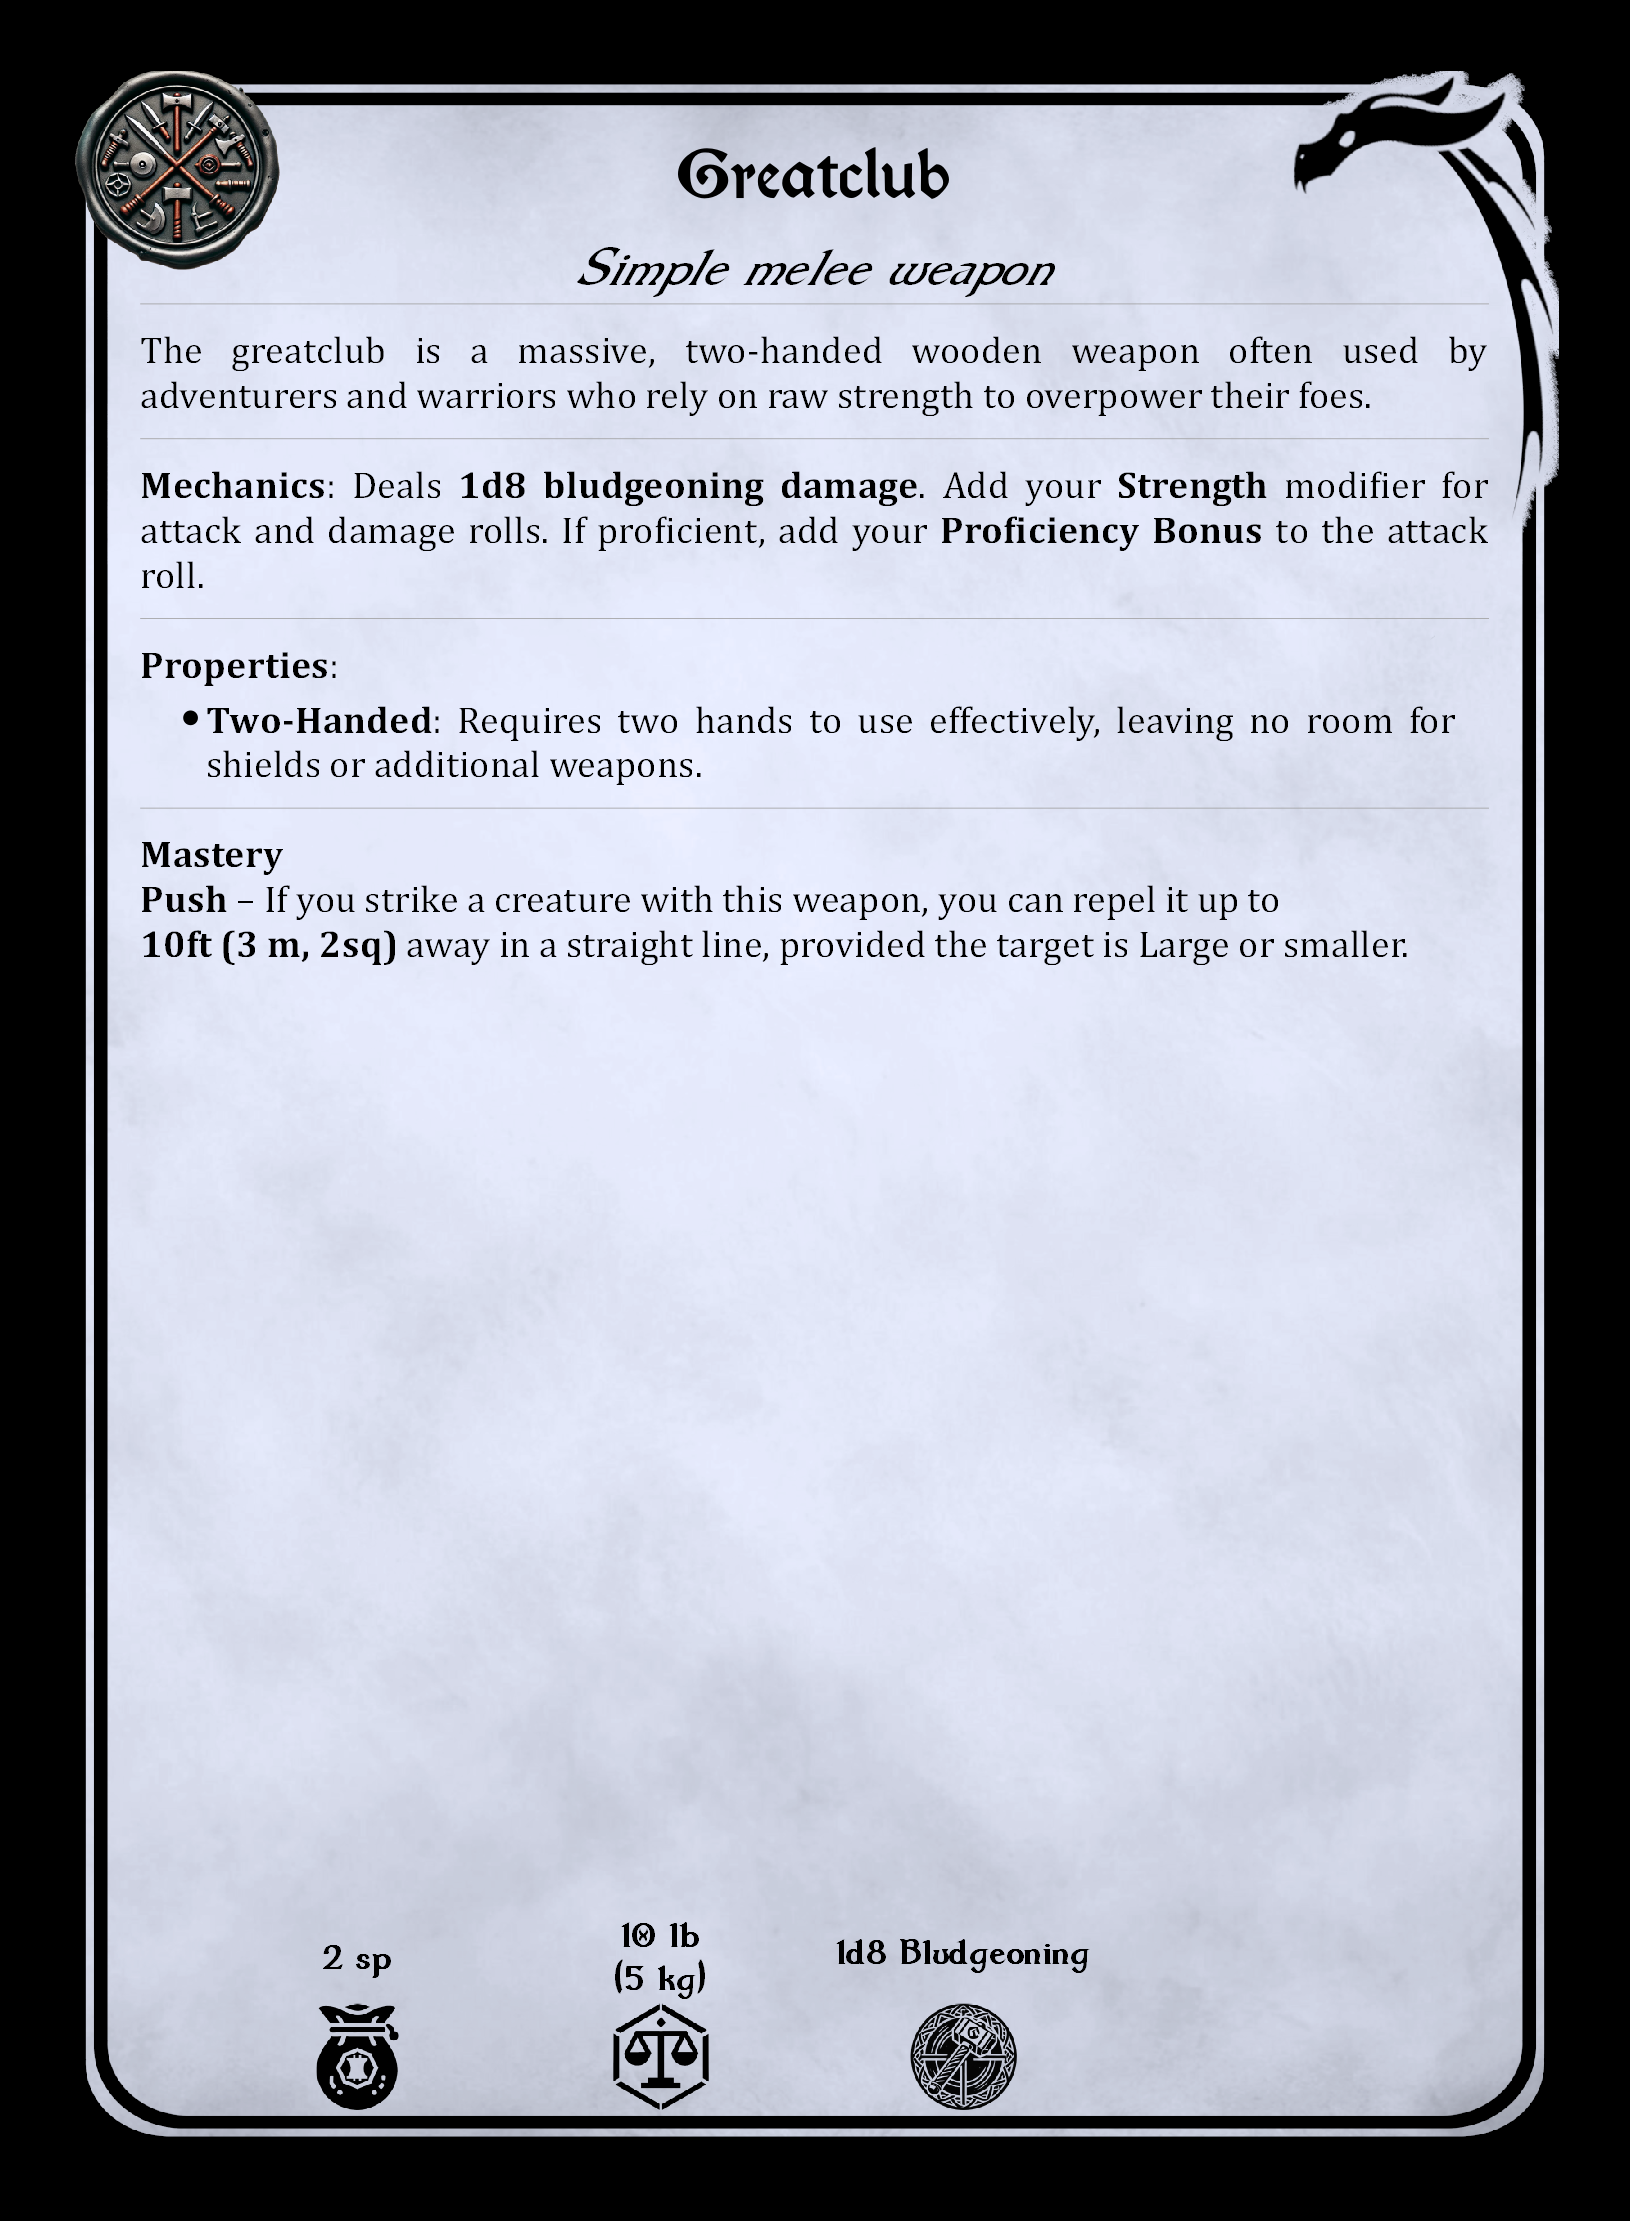 Greatclub
Simple melee weapon
The greatclub is a massive, two-handed wooden weapon often used by
adventurers and warriors who rely on raw strength to overpower their foes.
Mechanics: Deals 1d8 bludgeoning damage. Add your Strength modifier for
attack and damage rolls. If proficient, add your Proficiency Bonus to the attack
roll.
Properties:
• Two-Handed: Requires two hands to use effectively, leaving no room for
shields or additional weapons.
Mastery
Push – If you strike a creature with this weapon, you can repel it up to
10ft (3 m, 2sq) away in a straight line, provided the target is Large or smaller.
2 sp
10 lb
(5 kg)
1d8 Bludgeoning